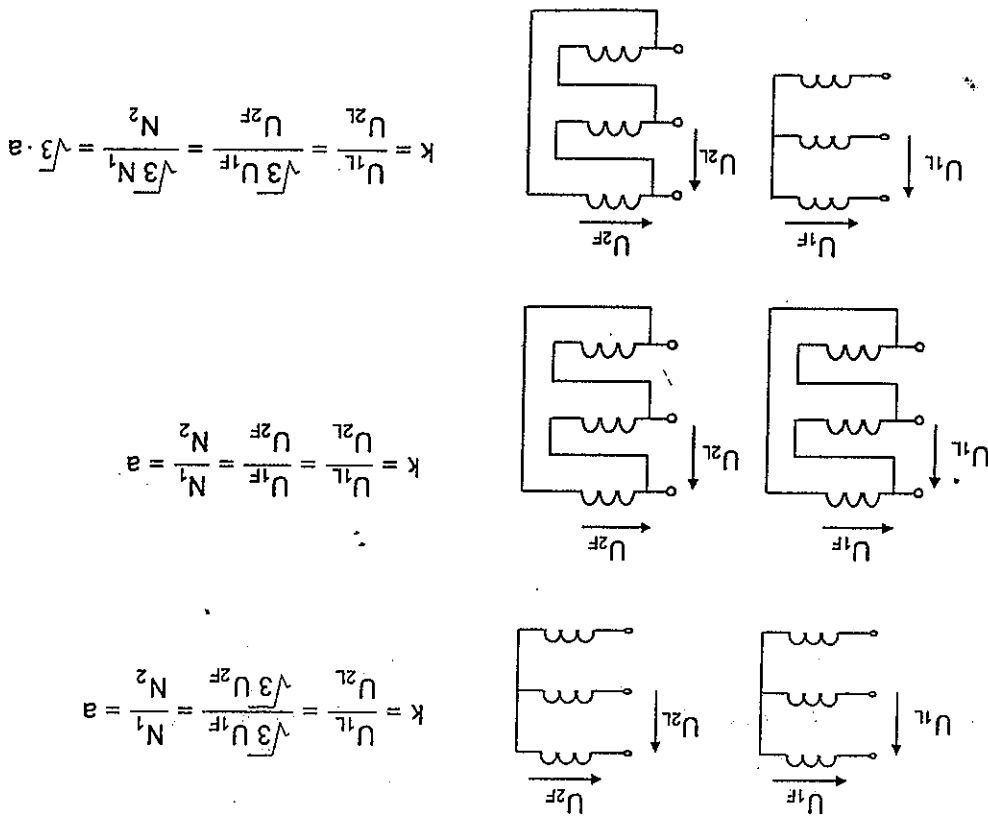 U₁F U₂F
U₁L U₂L k = U₁L / U₂L = √3 U₁F / √3 U₂F = N₁ / N₂ = a
U₁F U₂F
U₁L U₂L k = U₁L / U₂L = U₁F / U₂F = N₁ / N₂ = a
U₁F U₂F
U₁L U₂L k = U₁L / U₂L = √3 U₁F / U₂F = √3 N₁ / N₂ = √3 · a